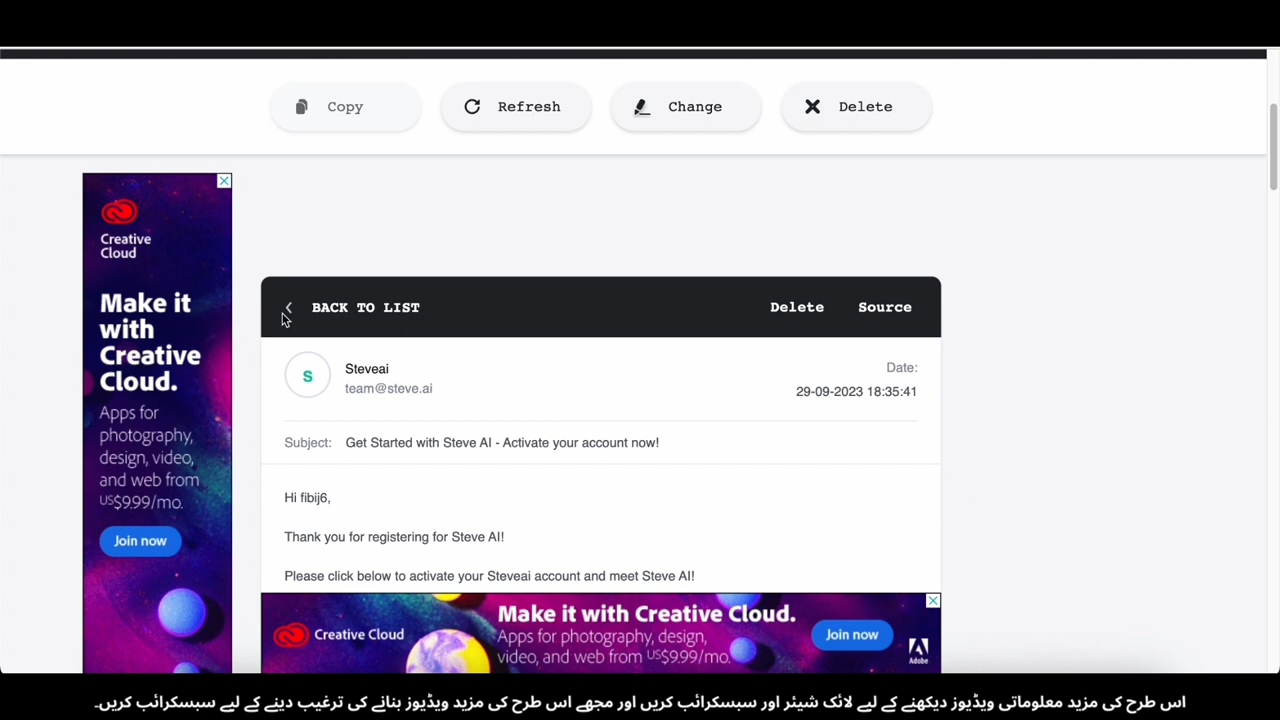 Copy
Refresh
Change
Delete
Creative
Cloud
Make it
with
Creative
Cloud.
Apps for
photography,
design, video,
and web from
US$9.99/mo.
Join now
BACK TO LIST
Delete
Source
S
Steveai
team@steve.ai
Date:
29-09-2023 18:35:41
Subject: Get Started with Steve AI - Activate your account now!
Hi fibij6,
Thank you for registering for Steve AI!
Please click below to activate your Steveai account and meet Steve AI!
Creative Cloud
Make it with Creative Cloud.
Apps for photography, design,
video, and web from US$9.99/mo.
Join now
Adobe
اس طرح کی مزید معلوماتی ویڈیوز دیکھنے کے لیے لائک شیئر اور سبسکرائب کریں اور مجھے اس طرح کی مزید ویڈیوز بنانے کی ترغیب دینے کے لیے سبسکرائب کریں۔